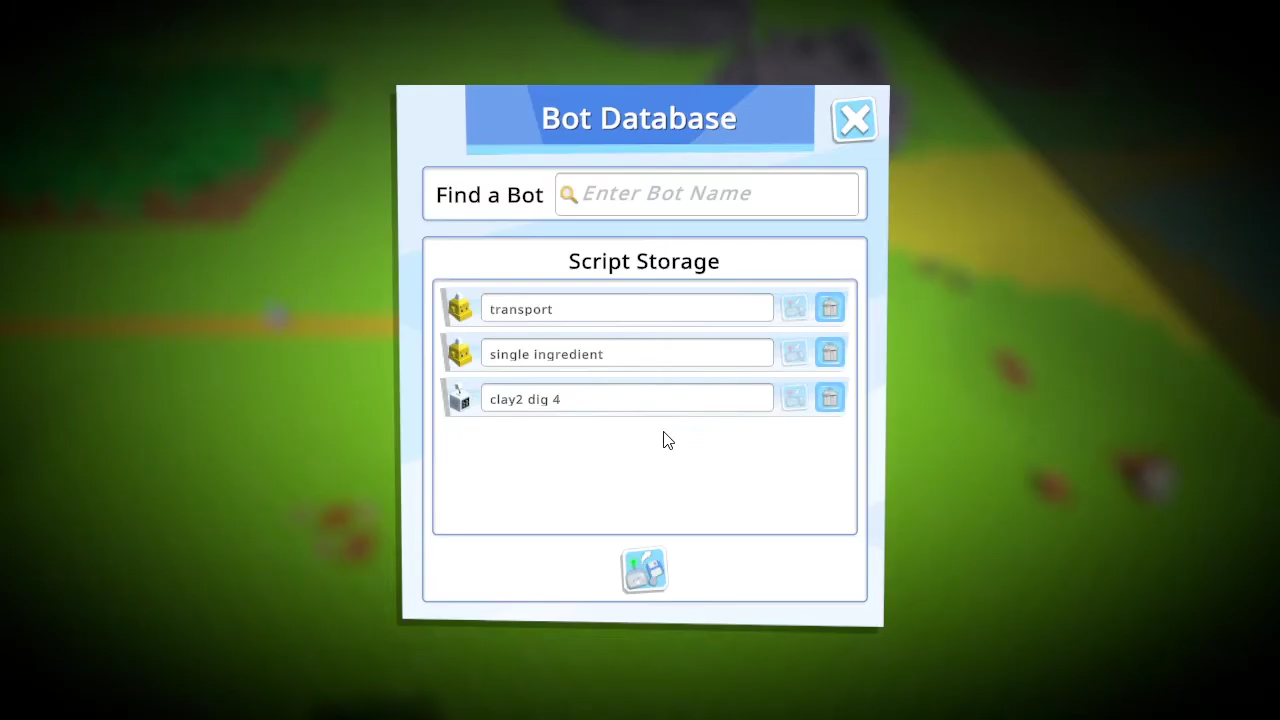 Bot Database
Find a Bot
Enter Bot Name
Script Storage
transport
single ingredient
clay2 dig 4